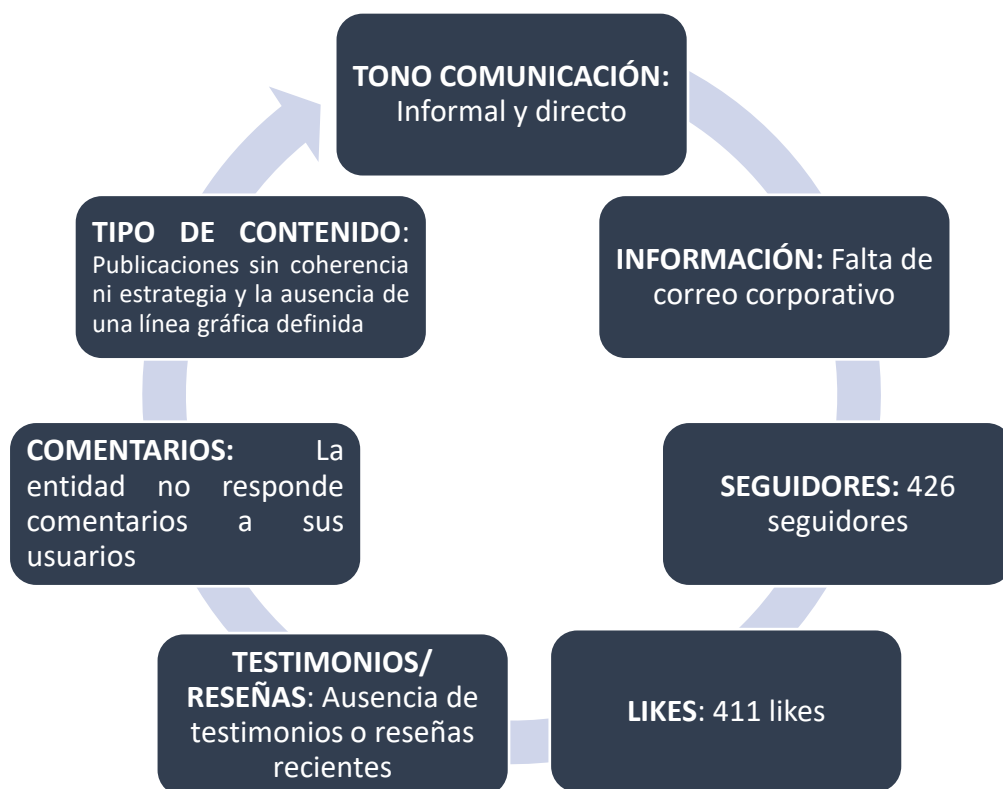 TONO COMUNICACIÓN:
Informal y directo
INFORMACIÓN: Falta de
correo corporativo
SEGUIDORES: 426
seguidores
LIKES: 411 likes
TESTIMONIOS/
RESEÑAS: Ausencia de
testimonios o reseñas
recientes
COMENTARIOS: La
entidad no responde
comentarios a sus
usuarios
TIPO DE CONTENIDO:
Publicaciones sin coherencia
ni estrategia y la ausencia de
una línea gráfica definida